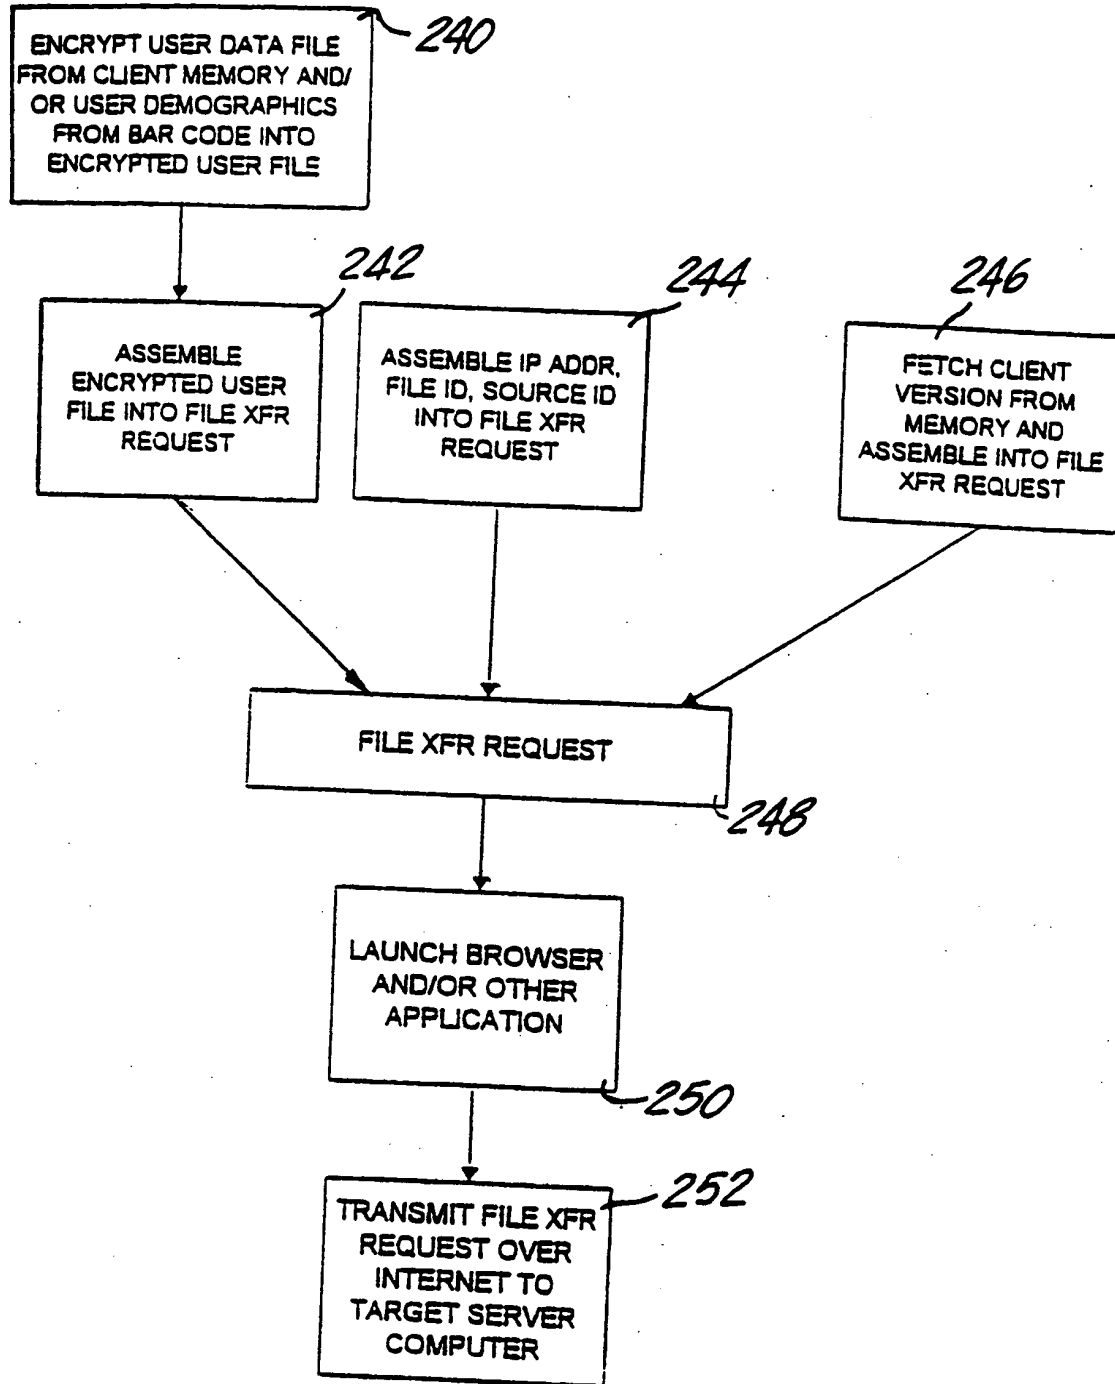 240
ENCRYPT USER DATA FILE
FROM CLIENT MEMORY AND/
OR USER DEMOGRAPHICS
FROM BAR CODE INTO
ENCRYPTED USER FILE
242
ASSEMBLE
ENCRYPTED USER
FILE INTO FILE XFR
REQUEST
244
ASSEMBLE IP ADDR,
FILE ID, SOURCE ID
INTO FILE XFR
REQUEST
246
FETCH CLIENT
VERSION FROM
MEMORY AND
ASSEMBLE INTO FILE
XFR REQUEST
FILE XFR REQUEST
248
LAUNCH BROWSER
AND/OR OTHER
APPLICATION
250
252
TRANSMIT FILE XFR
REQUEST OVER
INTERNET TO
TARGET SERVER
COMPUTER